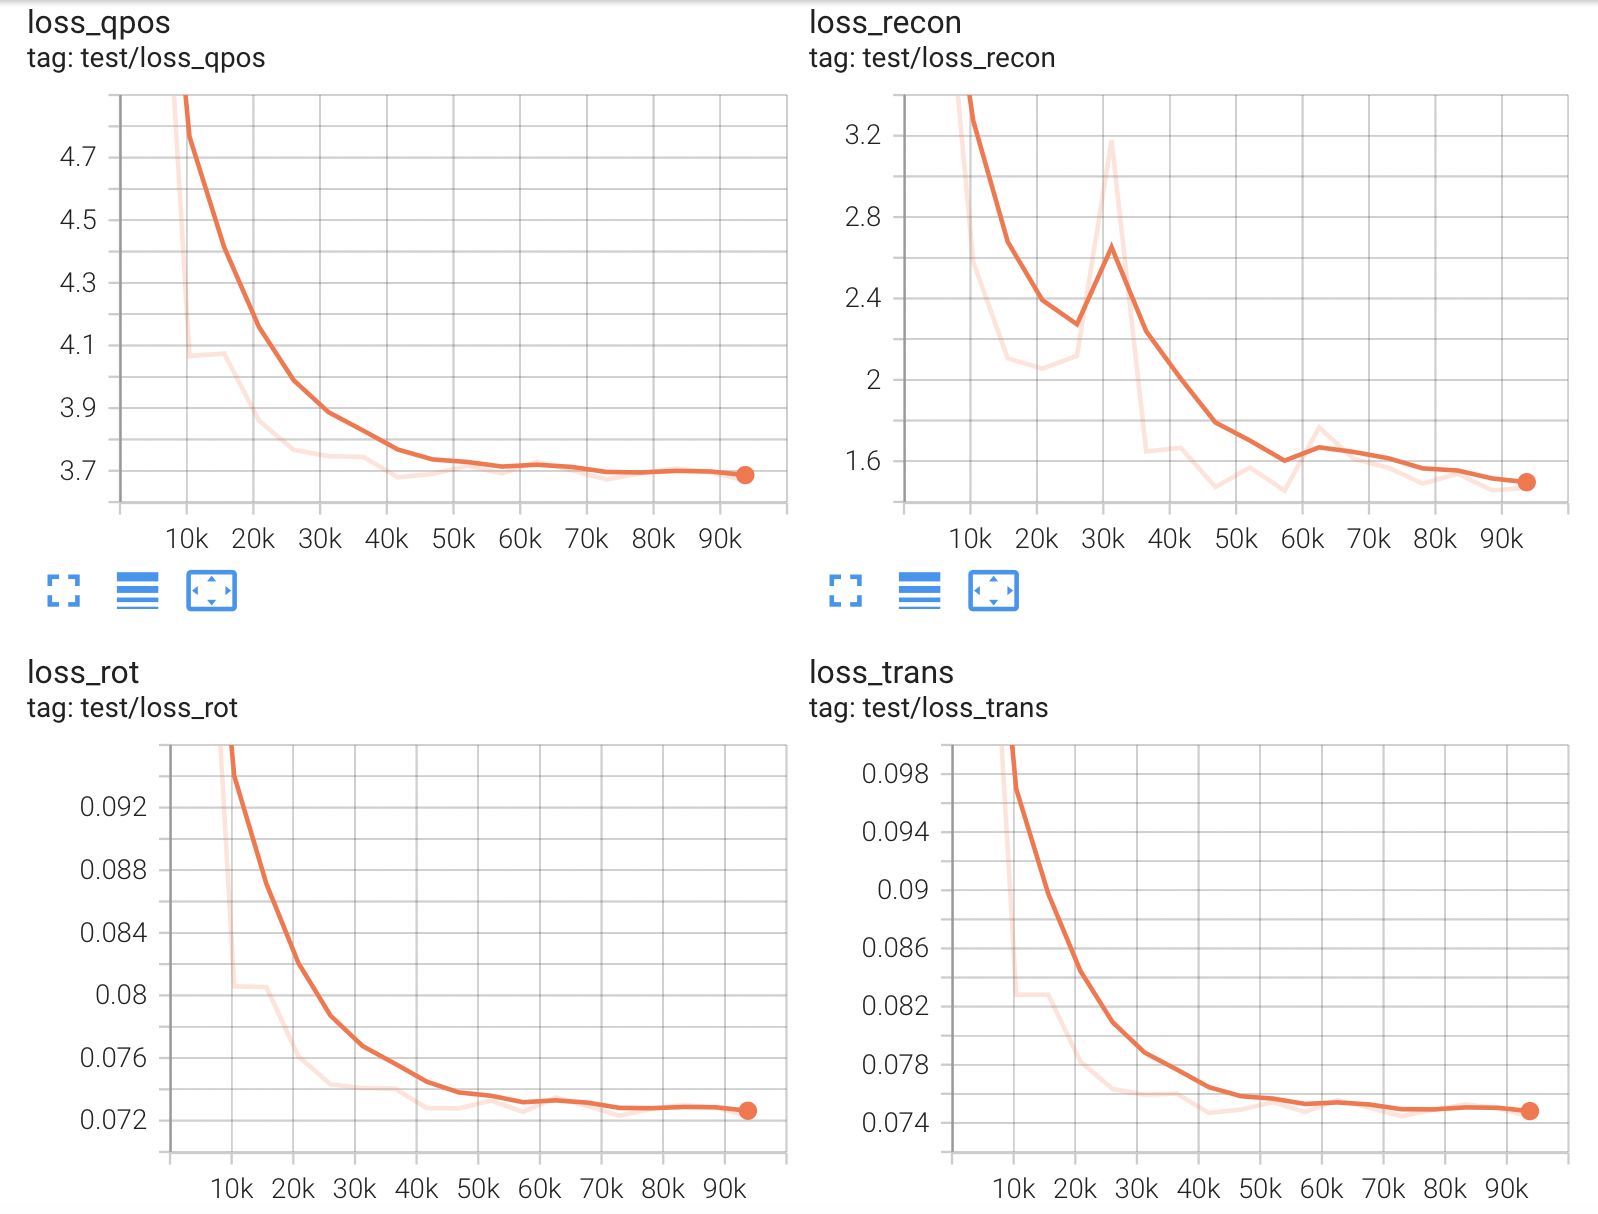 loss_qpos
tag: test/loss_qpos
4.7
4.5
4.3
4.1
3.9
3.7
10k 20k 30k 40k 50k 60k 70k 80k 90k
loss_recon
tag: test/loss_recon
3.2
2.8
2.4
2
1.6
10k 20k 30k 40k 50k 60k 70k 80k 90k
loss_rot
tag: test/loss_rot
0.092
0.088
0.084
0.08
0.076
0.072
10k 20k 30k 40k 50k 60k 70k 80k 90k
loss_trans
tag: test/loss_trans
0.098
0.094
0.09
0.086
0.082
0.078
0.074
10k 20k 30k 40k 50k 60k 70k 80k 90k